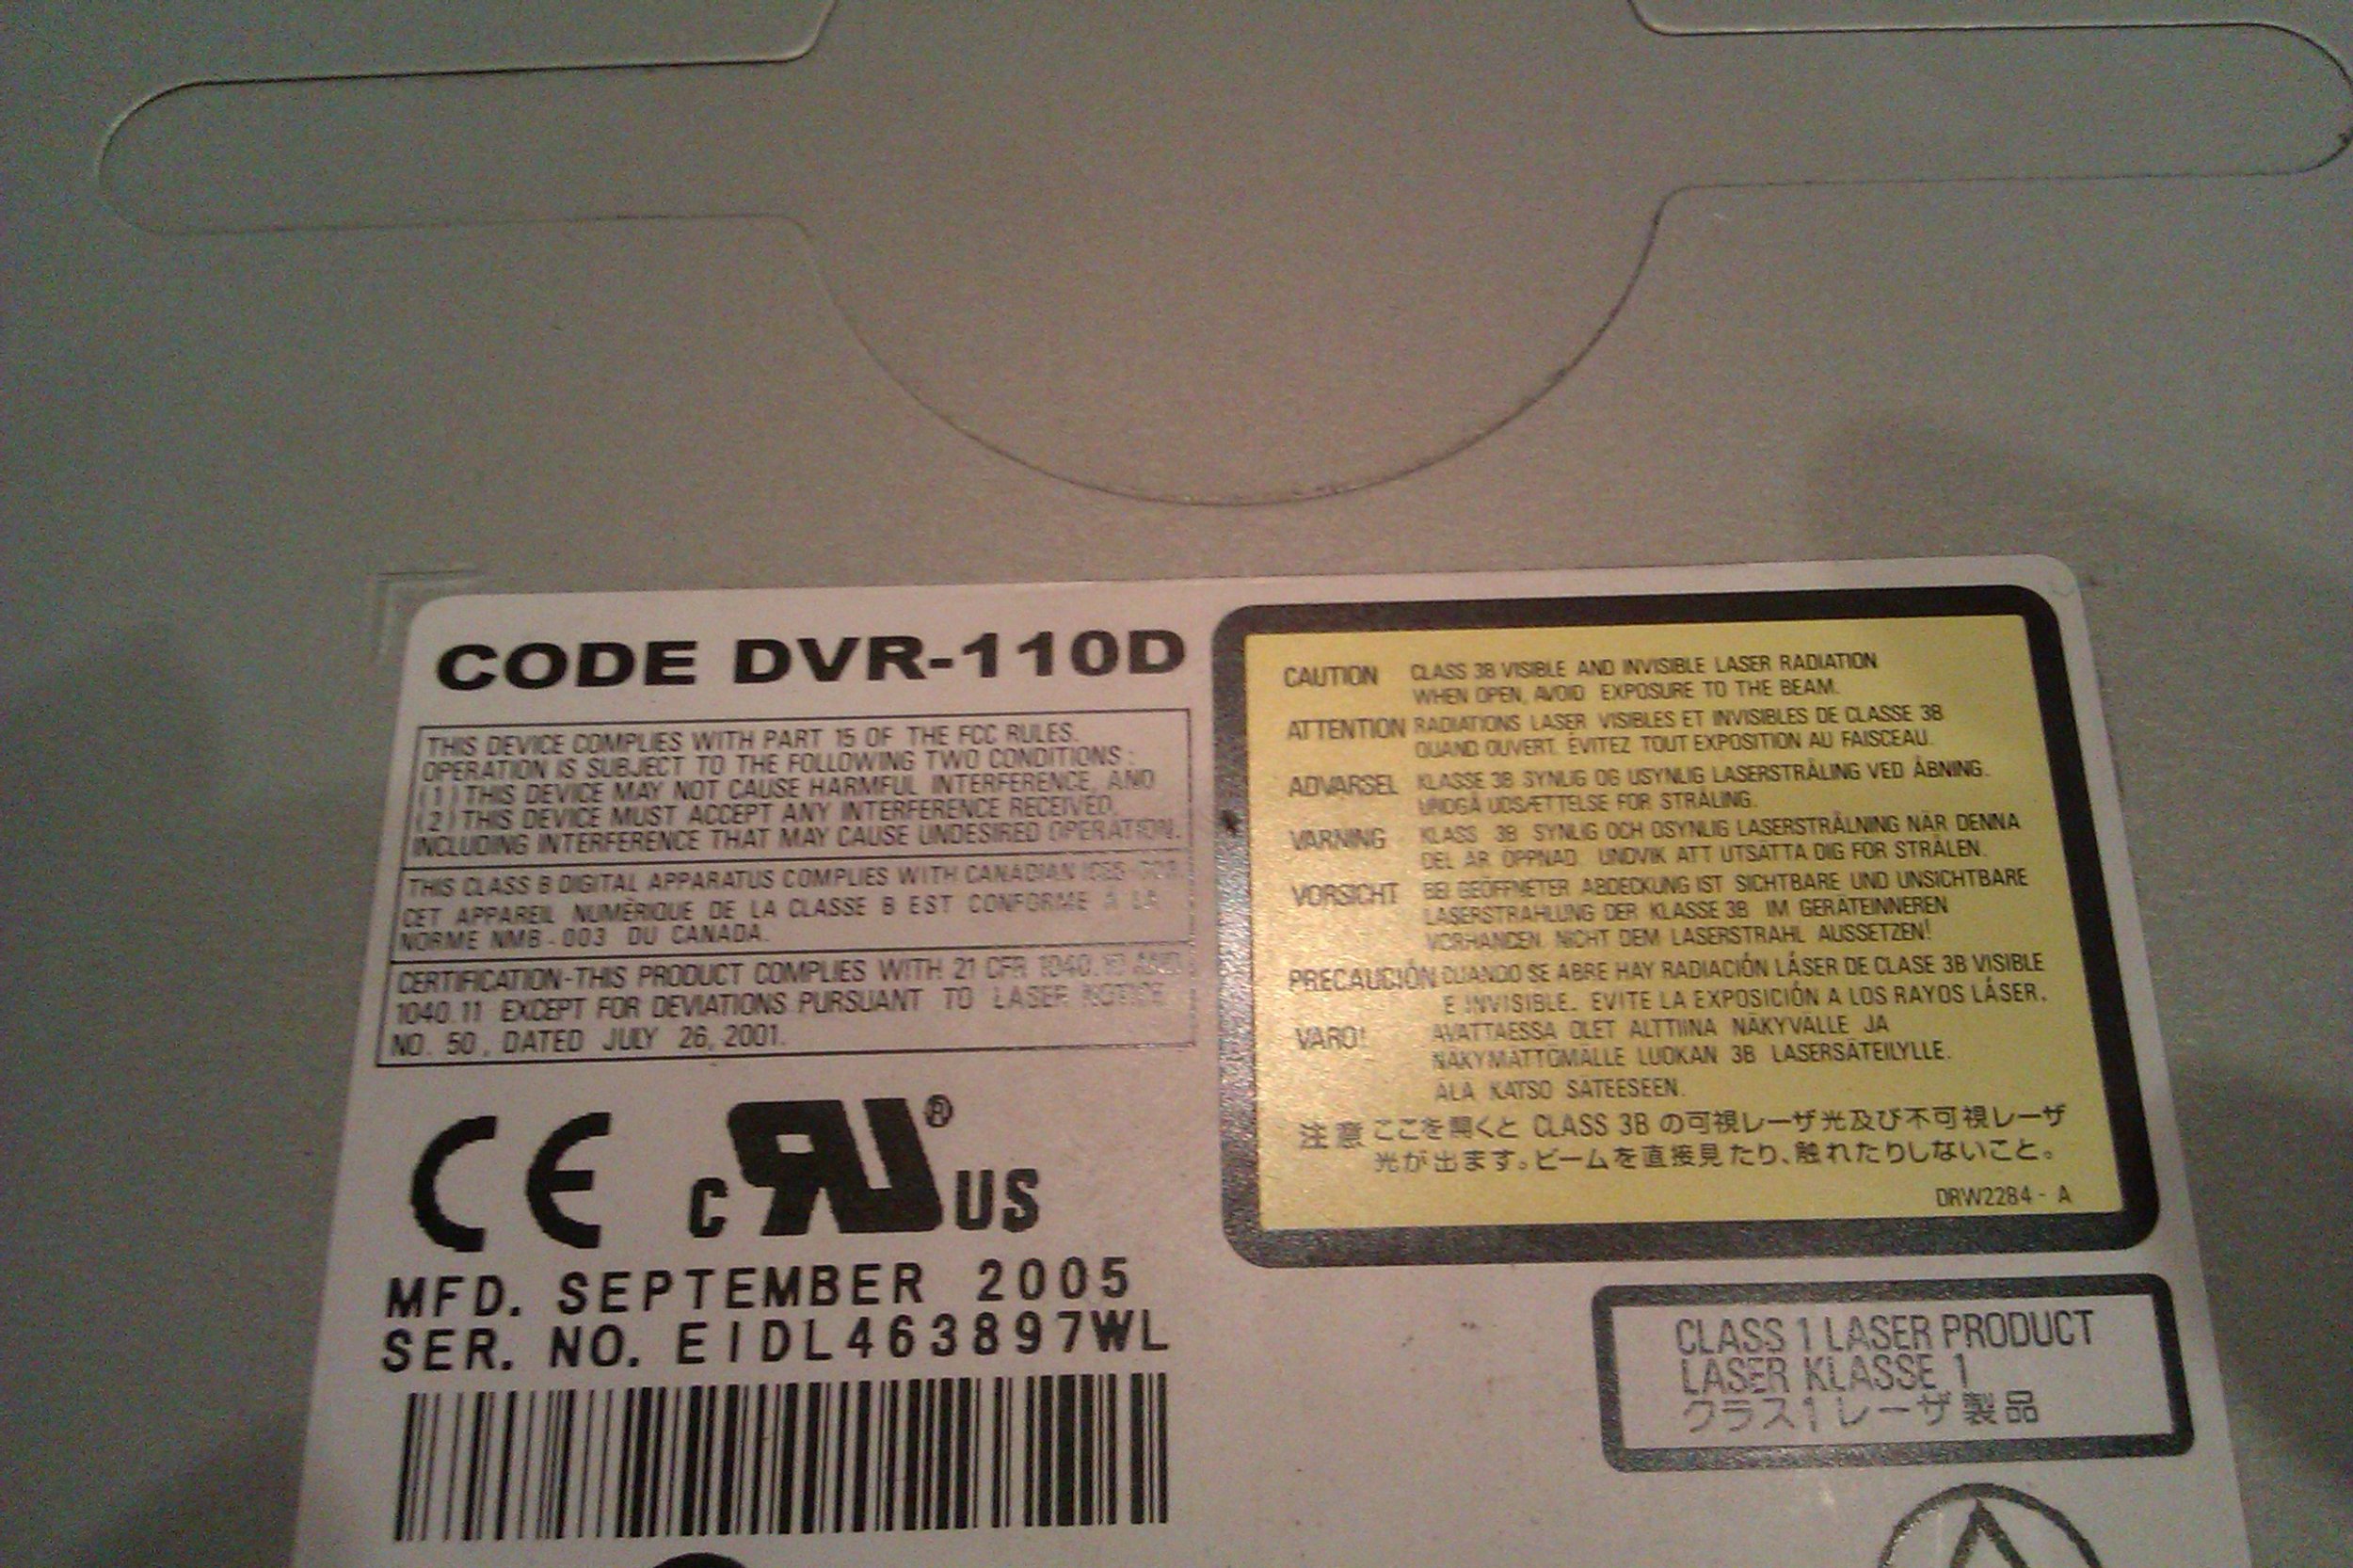 CODE DVR-110D
THIS DEVICE COMPLIES WITH PART 15 OF THE FCC RULES.
OPERATION IS SUBJECT TO THE FOLLOWING TWO CONDITIONS:
(1) THIS DEVICE MAY NOT CAUSE HARMFUL INTERFERENCE, AND
(2) THIS DEVICE MUST ACCEPT ANY INTERFERENCE RECEIVED,
INCLUDING INTERFERENCE THAT MAY CAUSE UNDESIRED OPERATION.
THIS CLASS B DIGITAL APPARATUS COMPLIES WITH CANADIAN
CET APPAREIL NUMÉRIQUE DE LA CLASSE B EST CONFORME A LA
NORME NMB-003 DU CANADA.
CERTIFICATION-THIS PRODUCT COMPLIES WITH 21 CFR 1040.10 AND
1040.11 EXCEPT FOR DEVIATIONS PURSUANT TO LASER NOTICE
NO. 50, DATED JULY 26, 2001.
CE c RU ® US
MFD. SEPTEMBER 2005
SER. NO. EIDL463897WL
CAUTION CLASS 3B VISIBLE AND INVISIBLE LASER RADIATION
WHEN OPEN, AVOID EXPOSURE TO THE BEAM.
ATTENTION RADIATIONS LASER VISIBLES ET INVISIBLES DE CLASSE 3B
QUAND OUVERT. ÉVITEZ TOUT EXPOSITION AU FAISCEAU.
ADVARSEL KLASSE 3B SYNLIG OG USYNLIG LASERSTRÅLING VED ÅBNING.
UNDGÅ UDSÆTTELSE FOR STRÅLING.
VARNING KLASS 3B SYNLIG OCH OSYNLIG LASERSTRÅLNING NÄR DENNA
DEL ÄR ÖPPNAD UNDVIK ATT UTSÄTTA DIG FÖR STRÅLEN.
VORSICHT BEI GEÖFFNETER ABDECKUNG IST SICHTBARE UND UNSICHTBARE
LASERSTRAHLUNG DER KLASSE 3B IM GERÄTEINNEREN
VORHANDEN. NICHT DEM LASERSTRAHL AUSSETZEN!
PRECAUCIÓN CUANDO SE ABRE HAY RADIACIÓN LÁSER DE CLASE 3B VISIBLE
E INVISIBLE. EVITE LA EXPOSICIÓN A LOS RAYOS LÁSER.
VARO! AVATTAESSA OLET ALTTIINA NÄKYVÄLLE JA
NÄKYMÄTTÖMÄLLE LUOKAN 3B LASERSÄTEILYLLE.
ÄLÄ KATSO SÄTEESEEN.
注意 ここを開くと CLASS 3B の可視レーザ光及び不可視レーザ
光が出ます。ビームを直接見たり、触れたりしないこと。
DRW2284-A
CLASS 1 LASER PRODUCT
LASER KLASSE 1
クラス1レーザ製品